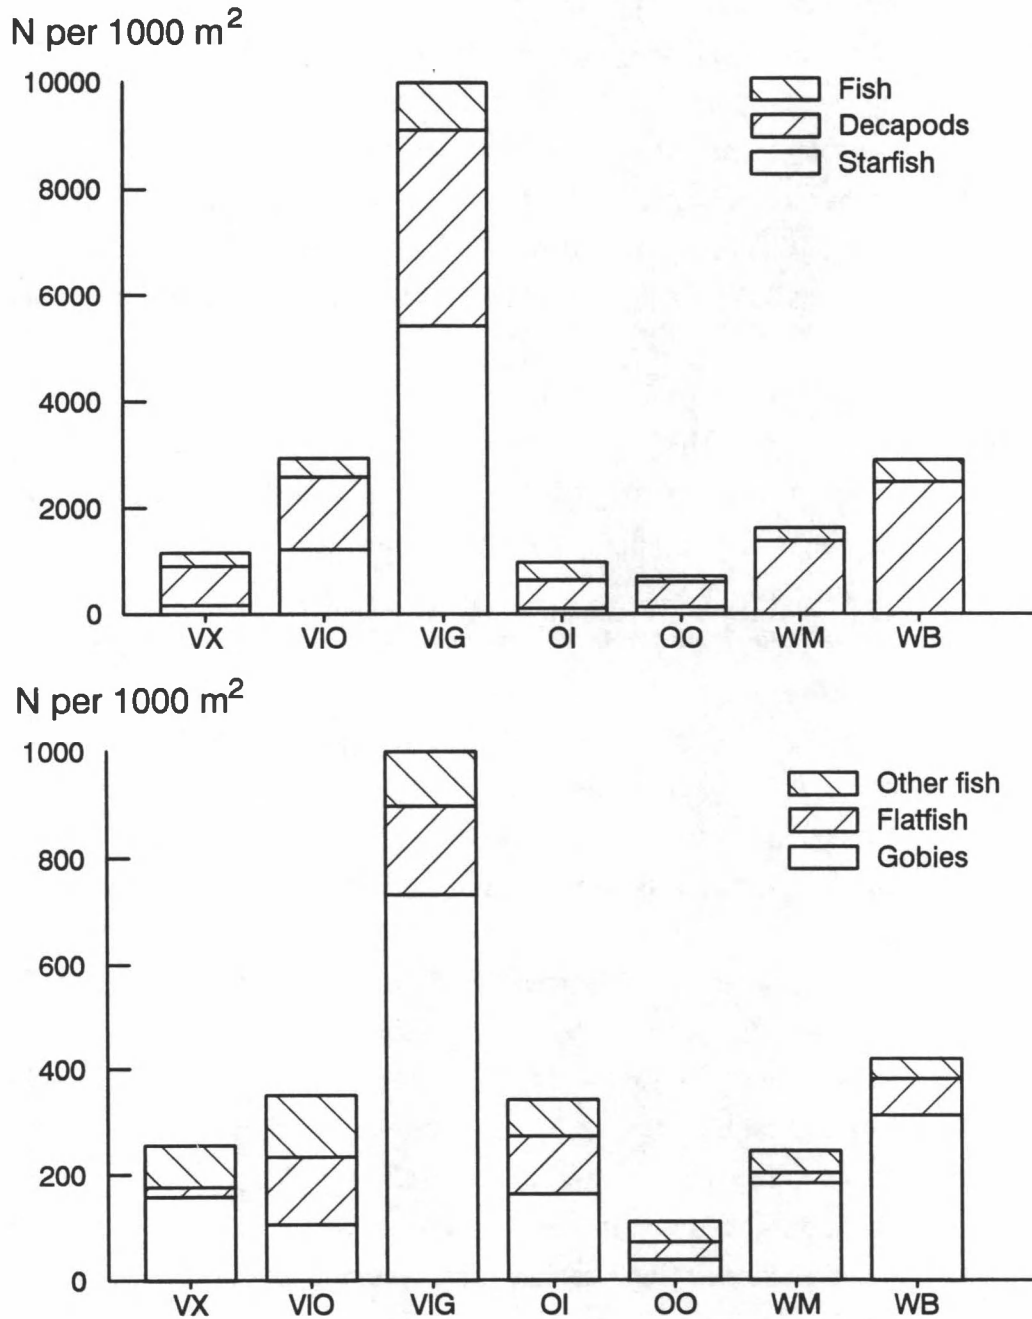 N per 1000 m²
10000
8000
6000
4000
2000
0
Fish
Decapods
Starfish
VX VIO VIG OI OO WM WB
N per 1000 m²
1000
800
600
400
200
0
Other fish
Flatfish
Gobies
VX VIO VIG OI OO WM WB